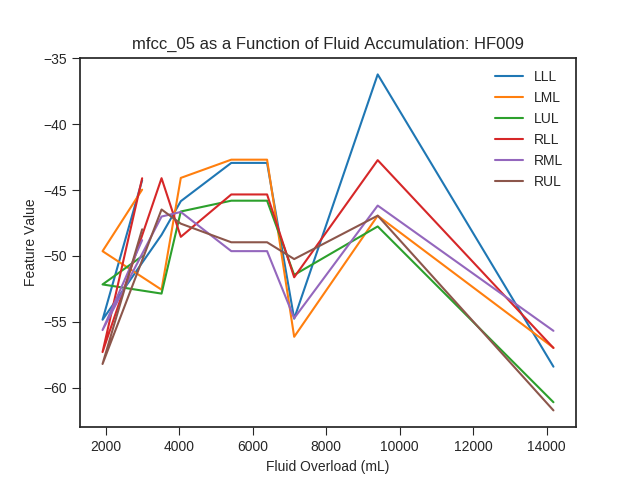 mfcc_05 as a Function of Fluid Accumulation: HF009
−35
−40
−45
−50
−55
−60
Feature Value
2000 4000 6000 8000 10000 12000 14000
Fluid Overload (mL)
LLL
LML
LUL
RLL
RML
RUL